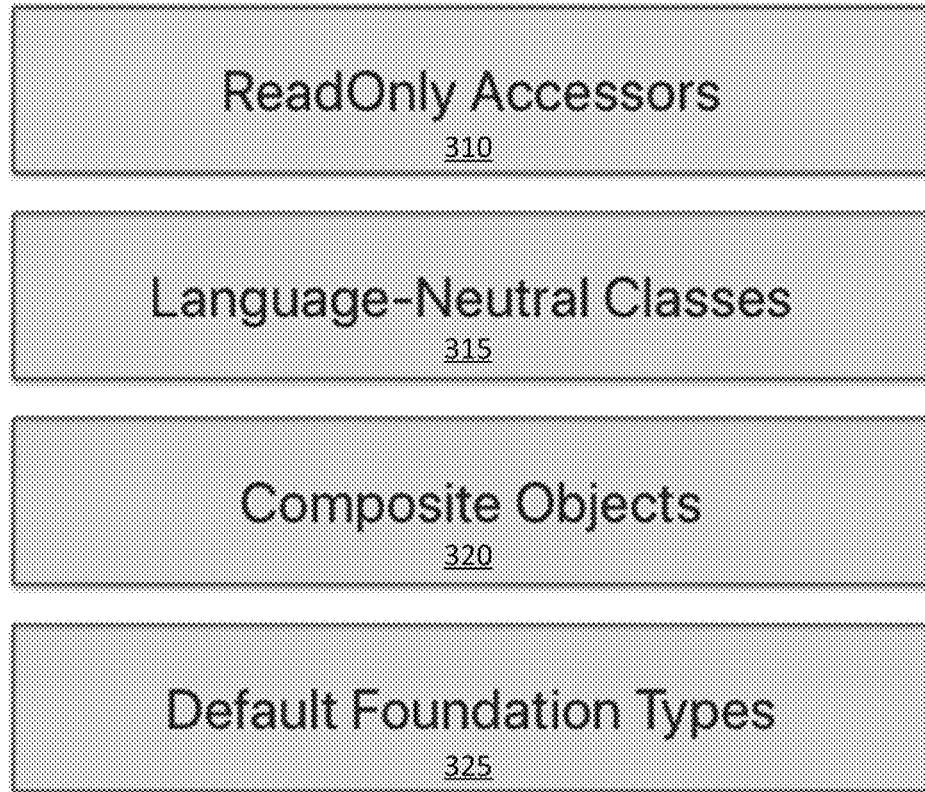 ReadOnly Accessors
310
Language-Neutral Classes
315
Composite Objects
320
Default Foundation Types
325